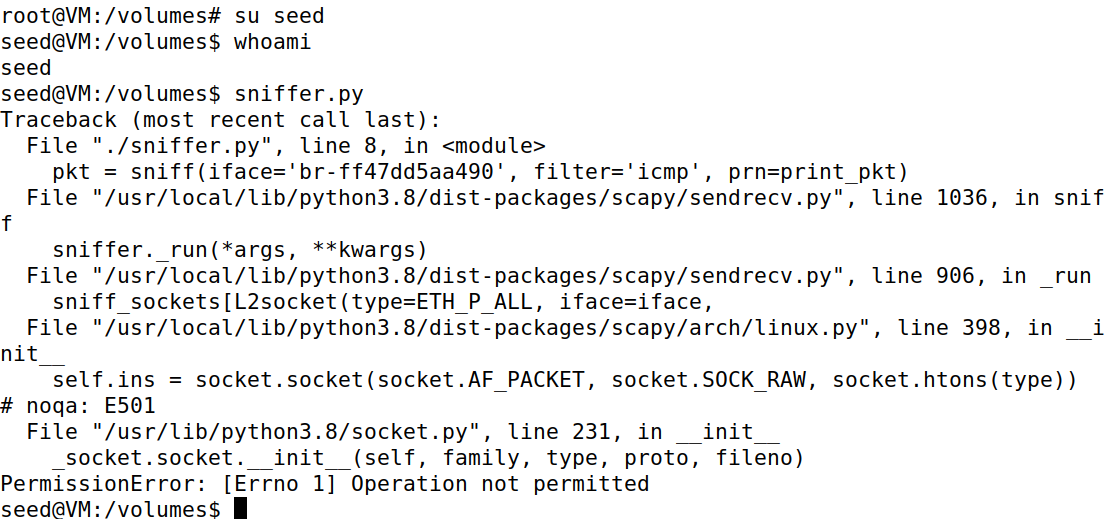 root@VM:/volumes# su seed
seed@VM:/volumes$ whoami
seed
seed@VM:/volumes$ sniffer.py
Traceback (most recent call last):
  File "./sniffer.py", line 8, in <module>
    pkt = sniff(iface='br-ff47dd5aa490', filter='icmp', prn=print_pkt)
  File "/usr/local/lib/python3.8/dist-packages/scapy/sendrecv.py", line 1036, in snif
f
    sniffer._run(*args, **kwargs)
  File "/usr/local/lib/python3.8/dist-packages/scapy/sendrecv.py", line 906, in _run
    sniff_sockets[L2socket(type=ETH_P_ALL, iface=iface,
  File "/usr/local/lib/python3.8/dist-packages/scapy/arch/linux.py", line 398, in __i
nit__
    self.ins = socket.socket(socket.AF_PACKET, socket.SOCK_RAW, socket.htons(type))
# noqa: E501
  File "/usr/lib/python3.8/socket.py", line 231, in __init__
    _socket.socket.__init__(self, family, type, proto, fileno)
PermissionError: [Errno 1] Operation not permitted
seed@VM:/volumes$